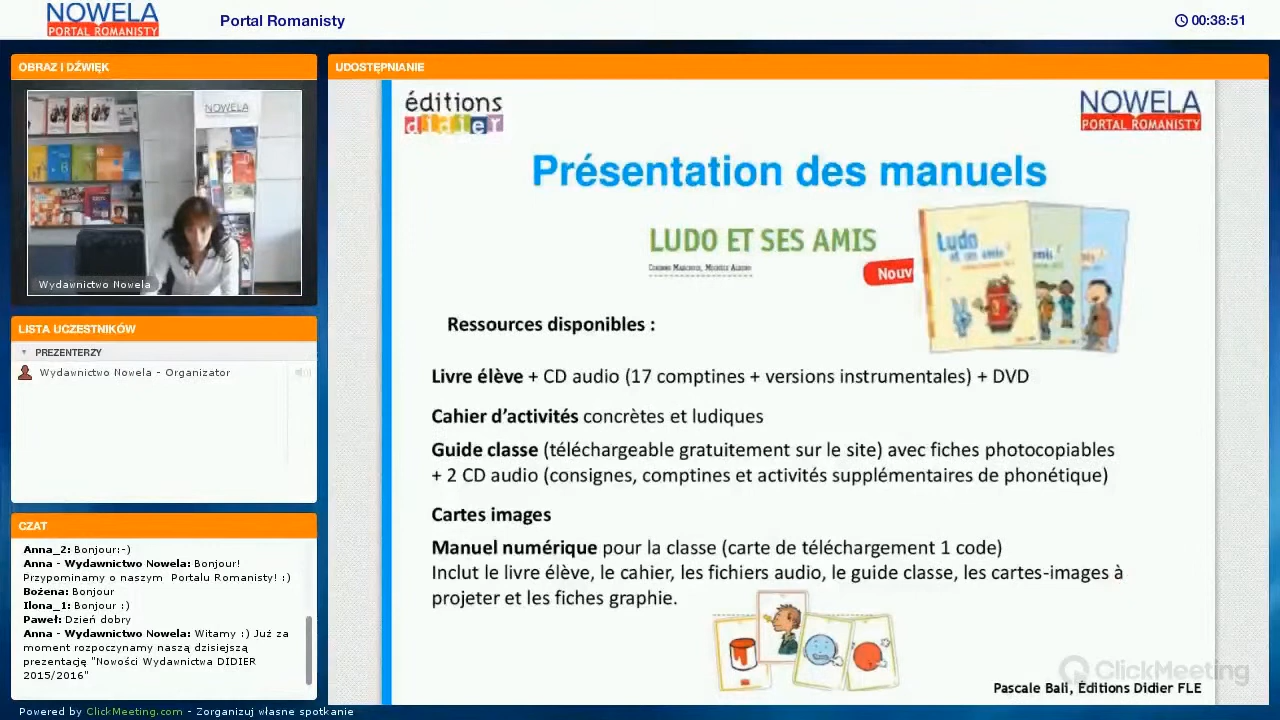 NOWELA
PORTAL ROMANISTY
Portal Romanisty
00:38:51
OBRAZ I DŹWIĘK
NOWELA
Wydawnictwo Nowela
LISTA UCZESTNIKÓW
PREZENTERZY
Wydawnictwo Nowela - Organizator
CZAT
Anna_2: Bonjour:-)
Anna - Wydawnictwo Nowela: Bonjour!
Przypominamy o naszym Portalu Romanisty! :)
Bożena: Bonjour
Ilona_1: Bonjour :)
Paweł: Dzień dobry
Anna - Wydawnictwo Nowela: Witamy :) Już za
moment rozpoczynamy naszą dzisiejszą
prezentację "Nowości Wydawnictwa DIDIER
2015/2016"
Powered by ClickMeeting.com - Zorganizuj własne spotkanie
UDOSTĘPNIANIE
éditions
didier
NOWELA
PORTAL ROMANISTY
Présentation des manuels
LUDO ET SES AMIS
Nouv
Ludo
et ses amis
Ressources disponibles :
Livre élève + CD audio (17 comptines + versions instrumentales) + DVD
Cahier d'activités concrètes et ludiques
Guide classe (téléchargeable gratuitement sur le site) avec fiches photocopiables
+ 2 CD audio (consignes, comptines et activités supplémentaires de phonétique)
Cartes images
Manuel numérique pour la classe (carte de téléchargement 1 code)
Inclut le livre élève, le cahier, les fichiers audio, le guide classe, les cartes-images à
projeter et les fiches graphie.
ClickMeeting
Pascale Bali, Éditions Didier FLE